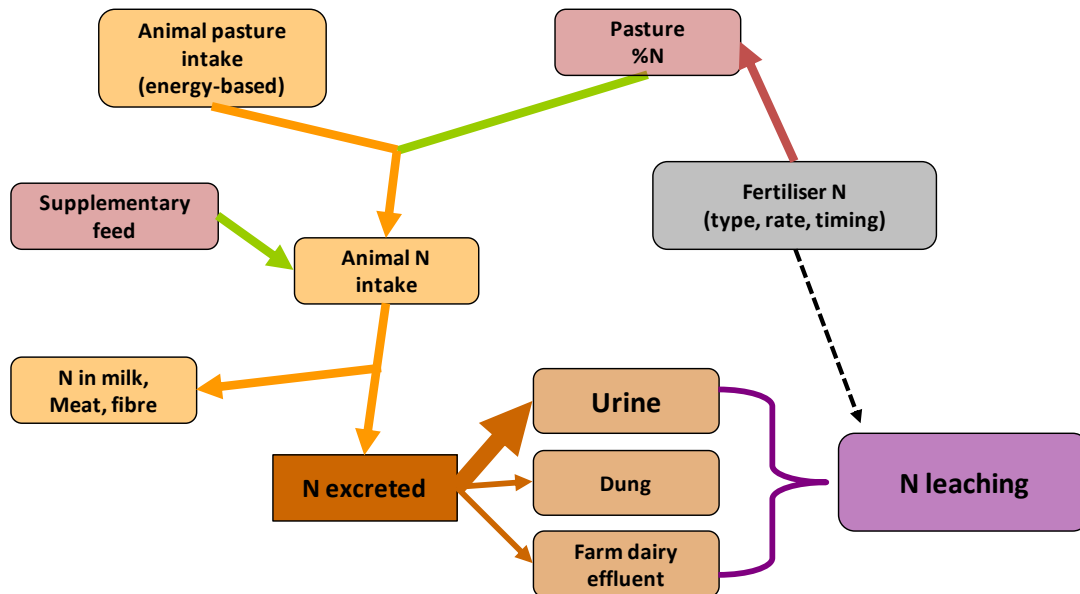 Animal pasture
intake
(energy-based)
Pasture
%N
Supplementary
feed
Fertiliser N
(type, rate, timing)
Animal N
intake
N in milk,
Meat, fibre
Urine
N excreted
Dung
N leaching
Farm dairy
effluent